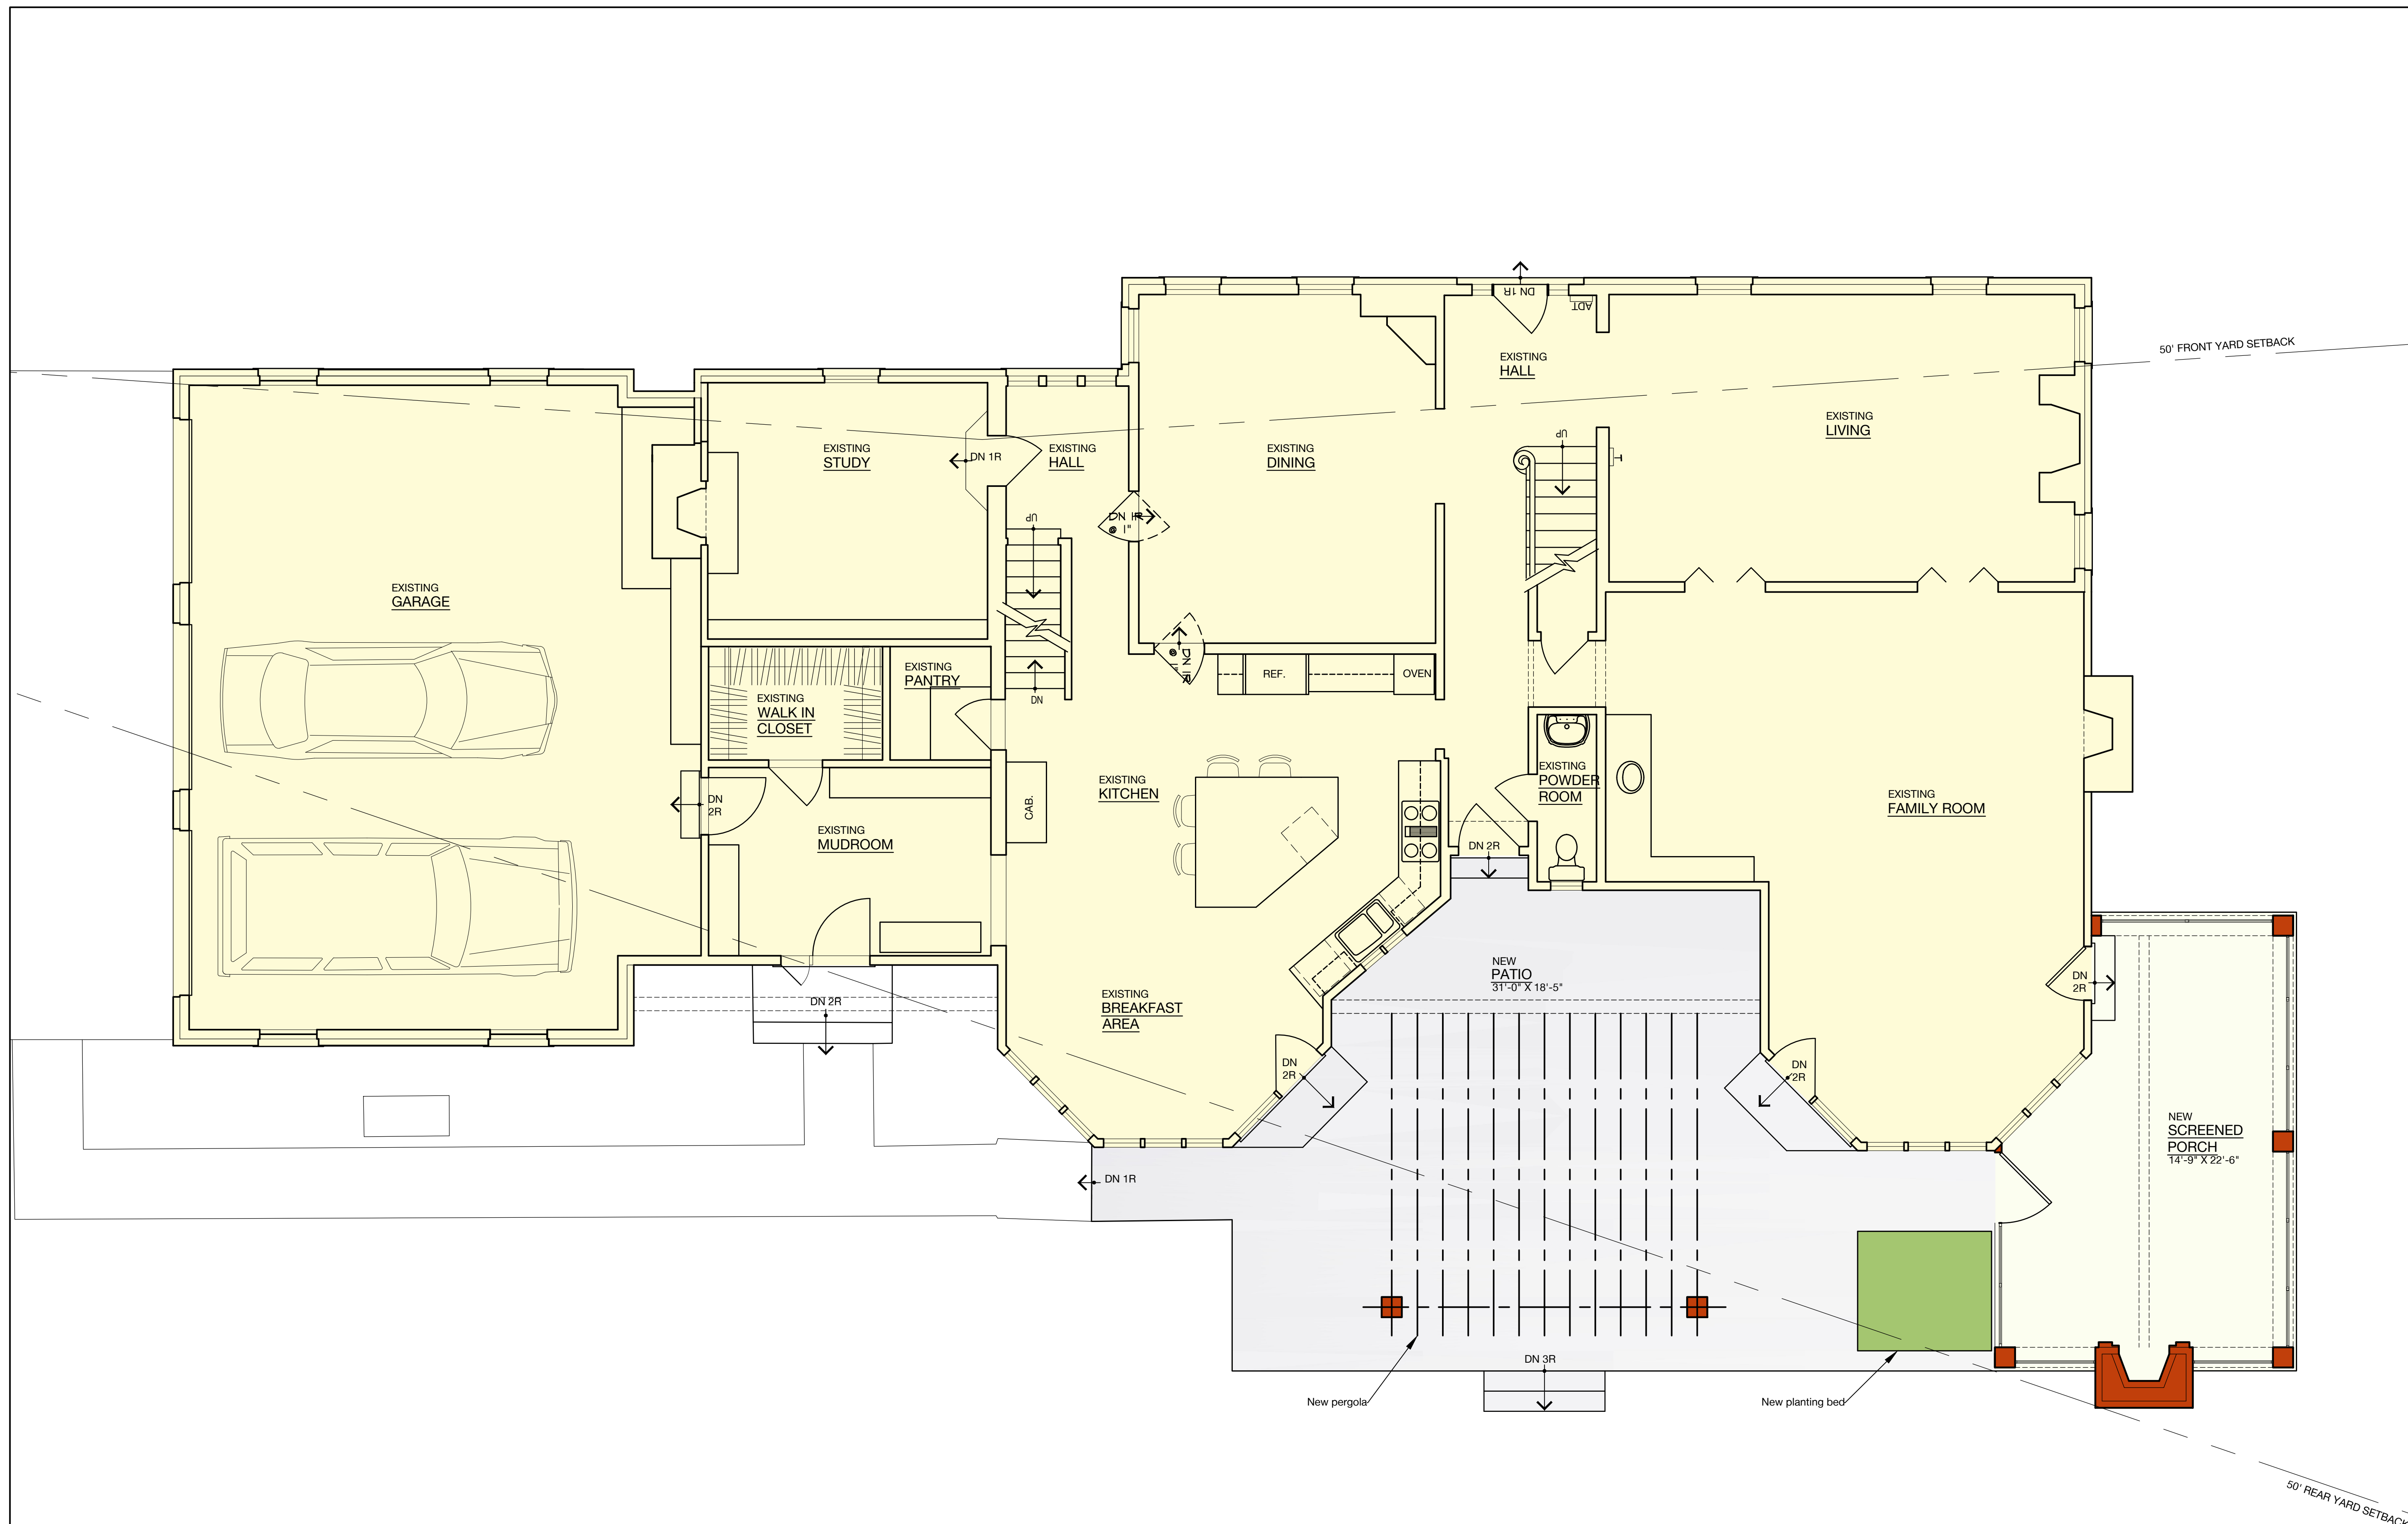 50' FRONT YARD SETBACK
DN 1R
ADT
EXISTING
HALL
EXISTING
LIVING
UP
T
EXISTING
DINING
EXISTING
HALL
EXISTING
STUDY
DN 1R
DN 1R
@ 1"
UP
DN 1R
@ 1"
EXISTING
GARAGE
EXISTING
PANTRY
EXISTING
WALK IN
CLOSET
DN
REF.
OVEN
EXISTING
KITCHEN
CAB.
EXISTING
POWDER
ROOM
EXISTING
FAMILY ROOM
DN
2R
EXISTING
MUDROOM
DN 2R
NEW
PATIO
31'-0" X 18'-5"
DN
2R
DN 2R
EXISTING
BREAKFAST
AREA
DN
2R
DN
2R
NEW
SCREENED
PORCH
14'-9" X 22'-6"
DN 1R
DN 3R
New pergola
New planting bed
50' REAR YARD SETBACK